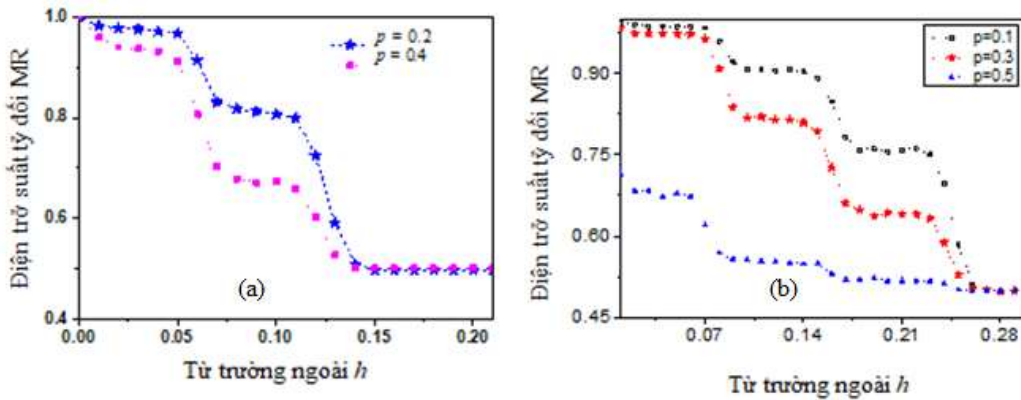 Điện trở suất tỷ đối MR
1.0
0.8
0.6
0.4
0.00
0.05
0.10
0.15
0.20
p = 0.2
p = 0.4
(a)
Từ trường ngoài h
Điện trở suất tỷ đối MR
0.90
0.75
0.60
0.45
0.07
0.14
0.21
0.28
p=0.1
p=0.3
p=0.5
(b)
Từ trường ngoài h